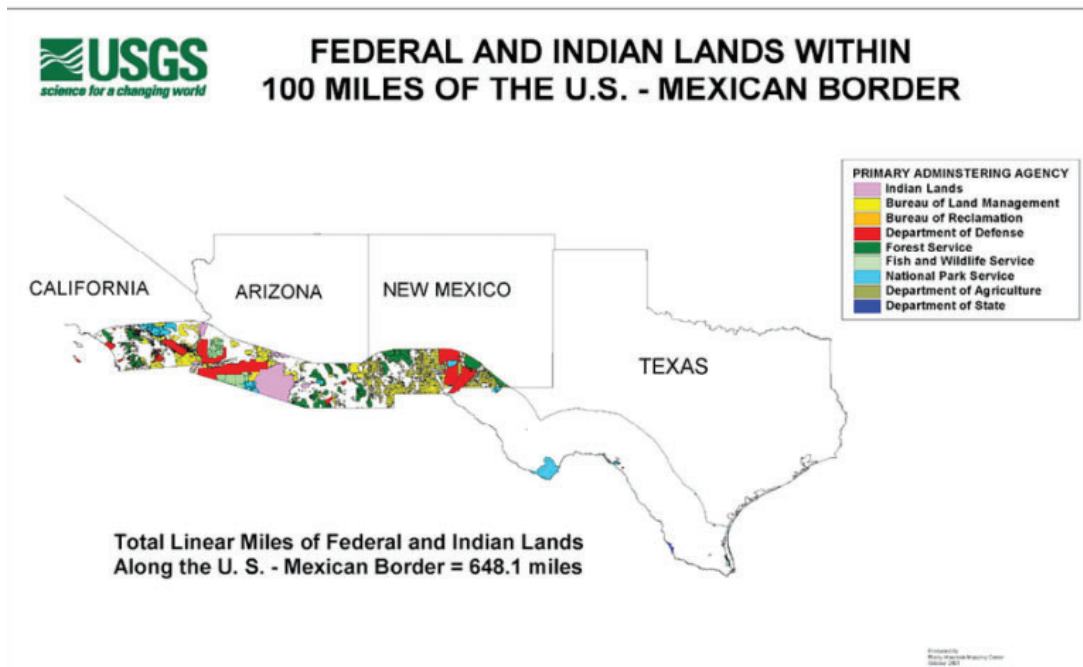 USGS
science for a changing world
FEDERAL AND INDIAN LANDS WITHIN
100 MILES OF THE U.S. - MEXICAN BORDER
PRIMARY ADMINSTERING AGENCY
Indian Lands
Bureau of Land Management
Bureau of Reclamation
Department of Defense
Forest Service
Fish and Wildlife Service
National Park Service
Department of Agriculture
Department of State
CALIFORNIA
ARIZONA
NEW MEXICO
TEXAS
Total Linear Miles of Federal and Indian Lands
Along the U. S. - Mexican Border = 648.1 miles